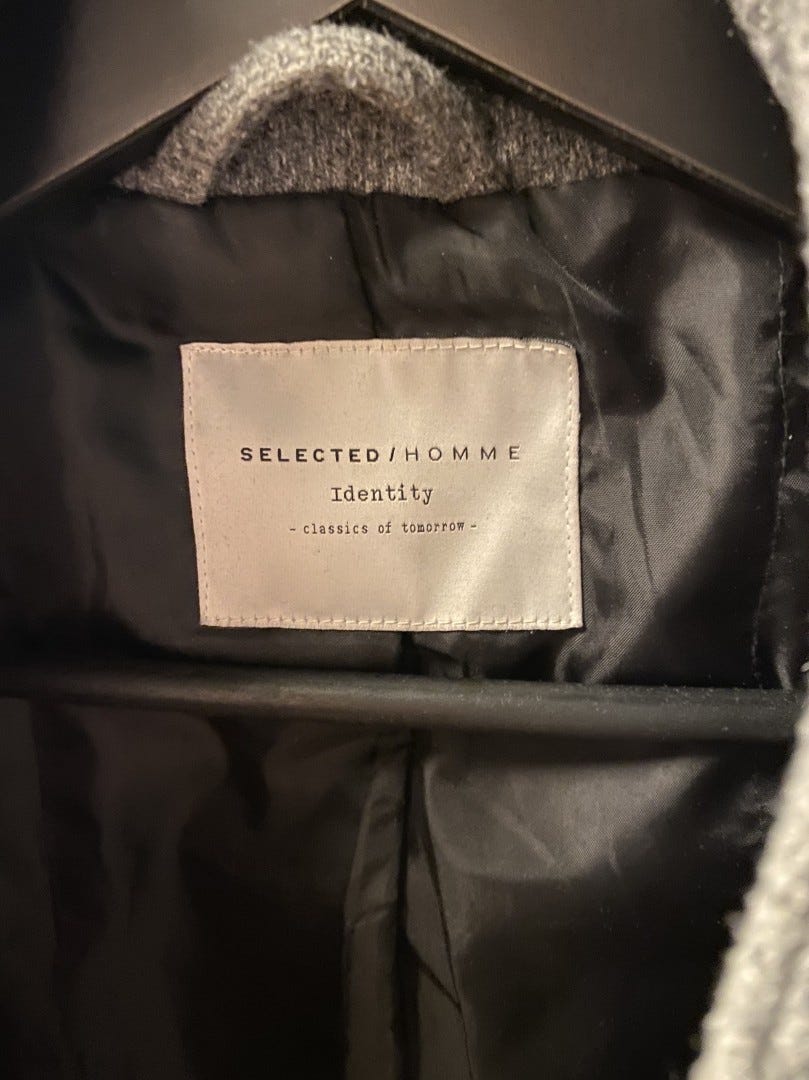 SELECTED / HOMME
Identity
- classics of tomorrow -